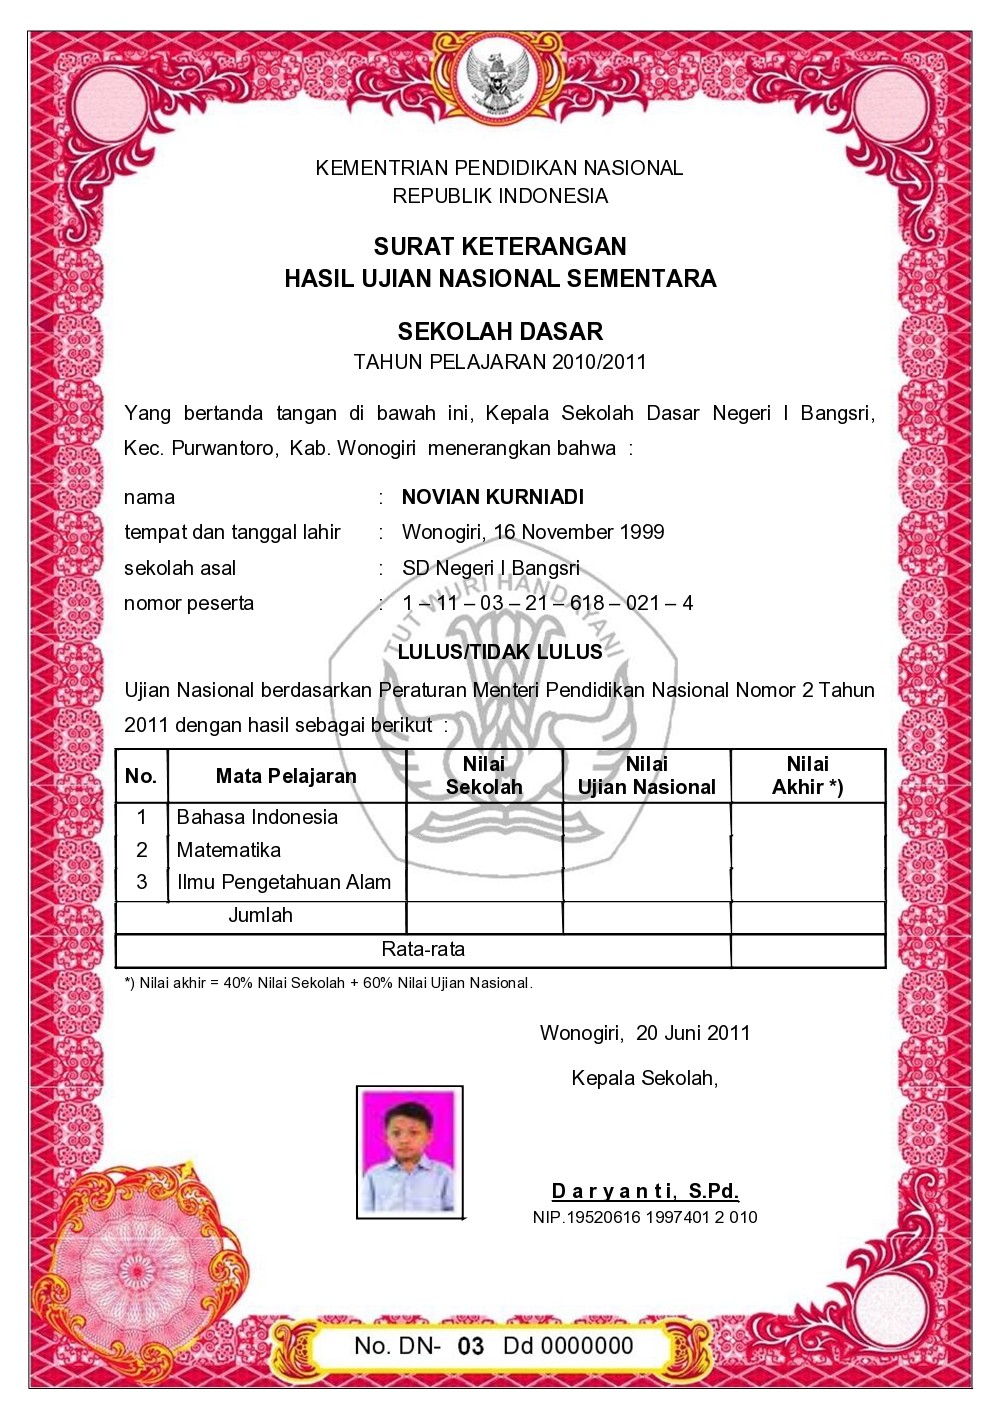 KEMENTRIAN PENDIDIKAN NASIONAL
REPUBLIK INDONESIA
SURAT KETERANGAN
HASIL UJIAN NASIONAL SEMENTARA
SEKOLAH DASAR
TAHUN PELAJARAN 2010/2011
Yang bertanda tangan di bawah ini, Kepala Sekolah Dasar Negeri I Bangsri,
Kec. Purwantoro, Kab. Wonogiri menerangkan bahwa :
nama : NOVIAN KURNIADI
tempat dan tanggal lahir : Wonogiri, 16 November 1999
sekolah asal : SD Negeri I Bangsri
nomor peserta : 1 – 11 – 03 – 21 – 618 – 021 – 4
TUT WURI HANDAYANI
LULUS/TIDAK LULUS
Ujian Nasional berdasarkan Peraturan Menteri Pendidikan Nasional Nomor 2 Tahun
2011 dengan hasil sebagai berikut :
No. Mata Pelajaran Nilai Sekolah Nilai Ujian Nasional Nilai Akhir *)
1 Bahasa Indonesia
2 Matematika
3 Ilmu Pengetahuan Alam
Jumlah
Rata-rata
*) Nilai akhir = 40% Nilai Sekolah + 60% Nilai Ujian Nasional.
Wonogiri, 20 Juni 2011
Kepala Sekolah,
Daryanti, S.Pd.
NIP.19520616 1997401 2 010
No. DN- 03 Dd 0000000